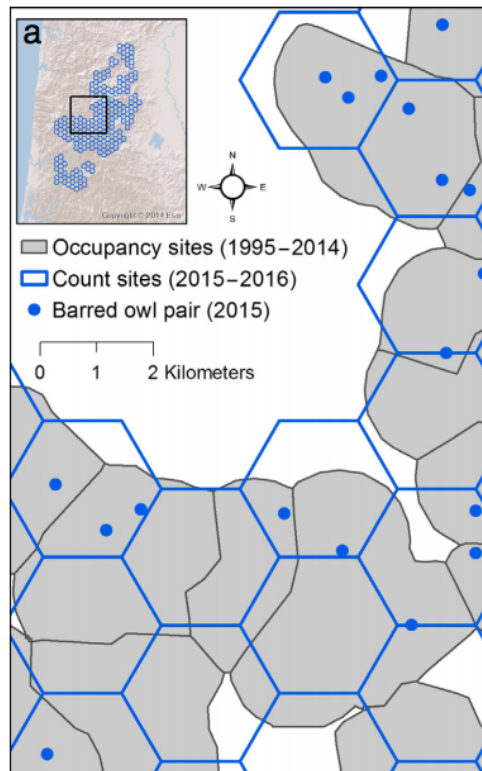 a
Copyright © 2014 Esri
N
W E
S
Occupancy sites (1995–2014)
Count sites (2015–2016)
Barred owl pair (2015)
0 1 2 Kilometers